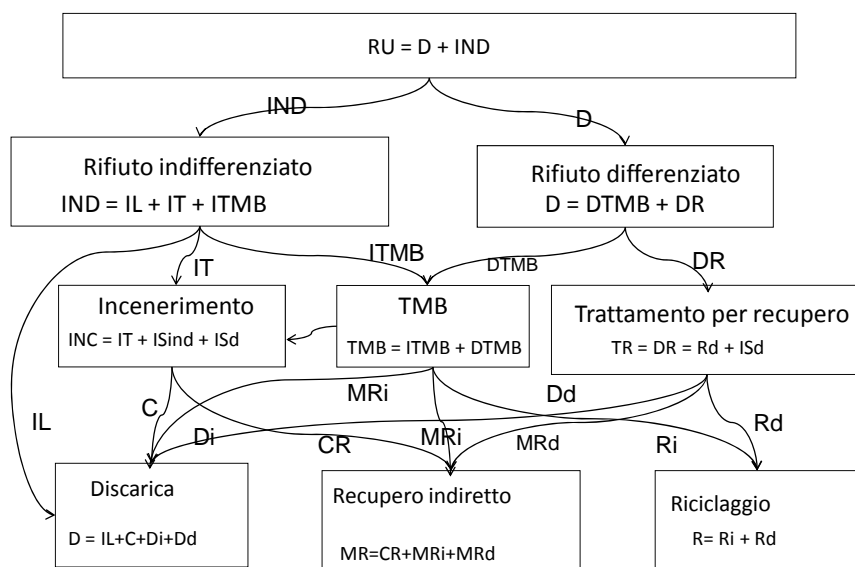 RU = D + IND
IND
D
Rifiuto indifferenziato
IND = IL + IT + ITMB
Rifiuto differenziato
D = DTMB + DR
ITMB
DTMB
DR
IT
Incenerimento
INC = IT + ISind + ISd
TMB
TMB = ITMB + DTMB
Trattamento per recupero
TR = DR = Rd + ISd
IL
C
MRi
Dd
Di
CR
MRi
MRd
Ri
Rd
Discarica
D = IL+C+Di+Dd
Recupero indiretto
MR=CR+MRi+MRd
Riciclaggio
R= Ri + Rd